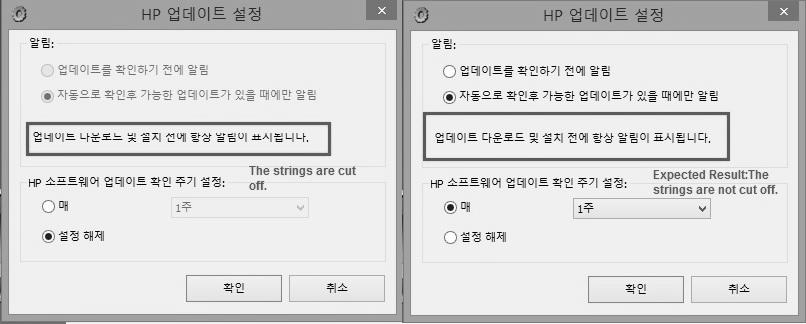 HP 업데이트 설정
알림:
업데이트를 확인하기 전에 알림
자동으로 확인후 가능한 업데이트가 있을 때에만 알림
업데이트 다운로드 및 설치 전에 항상 알림이 표시됩니다.
The strings are cut
off.
HP 소프트웨어 업데이트 확인 주기 설정:
매
1주
설정 해제
확인
취소
HP 업데이트 설정
알림:
업데이트를 확인하기 전에 알림
자동으로 확인후 가능한 업데이트가 있을 때에만 알림
업데이트 다운로드 및 설치 전에 항상 알림이 표시됩니다.
Expected Result:The
strings are not cut off.
HP 소프트웨어 업데이트 확인 주기 설정:
매
1주
설정 해제
확인
취소